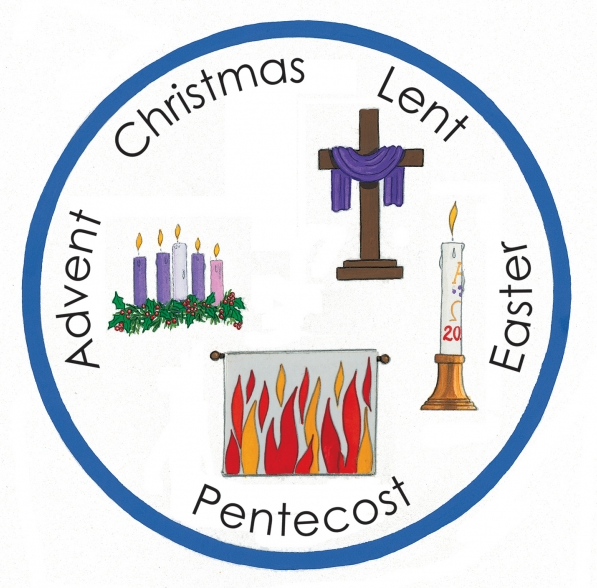 Christmas
Lent
Advent
Easter
Α
Ω
20
Pentecost